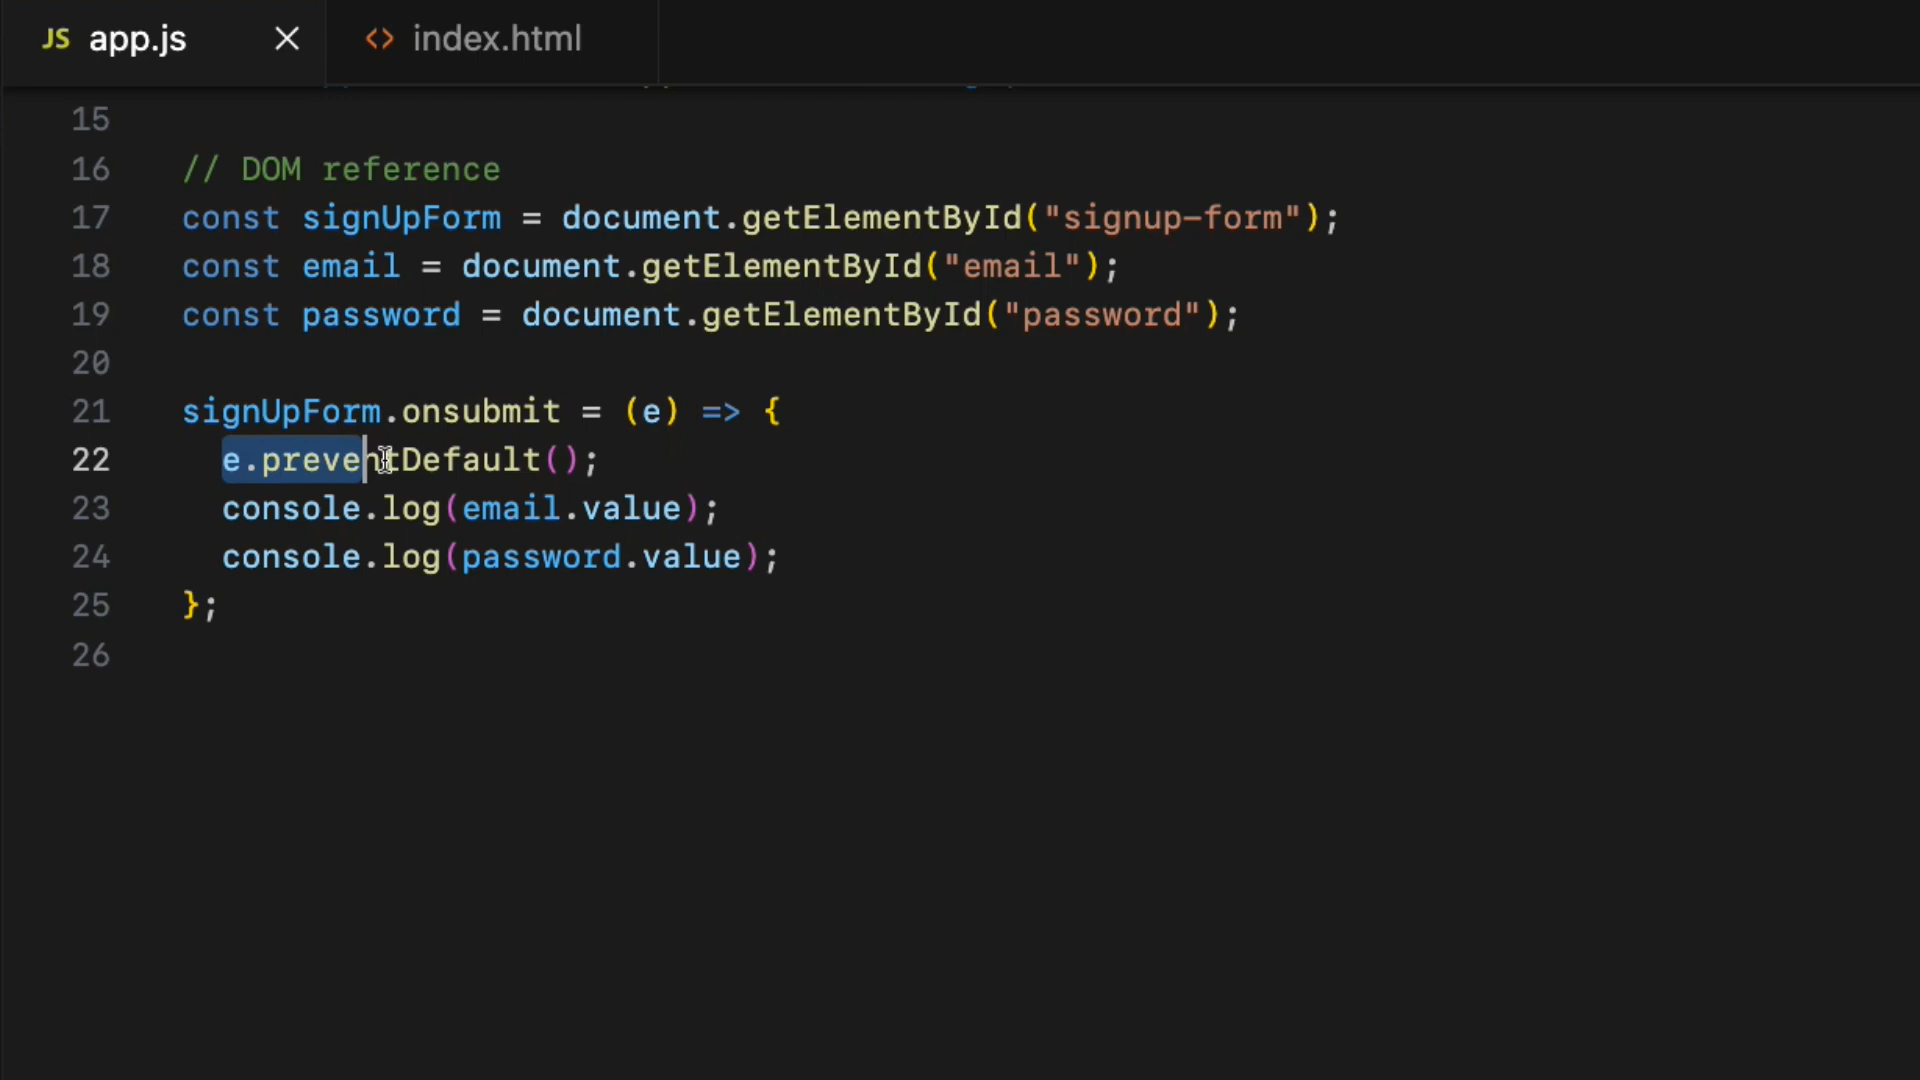 JS app.js
<> index.html
15
16 // DOM reference
17 const signUpForm = document.getElementById("signup-form");
18 const email = document.getElementById("email");
19 const password = document.getElementById("password");
20
21 signUpForm.onsubmit = (e) => {
22 e.preventDefault();
23 console.log(email.value);
24 console.log(password.value);
25 };
26